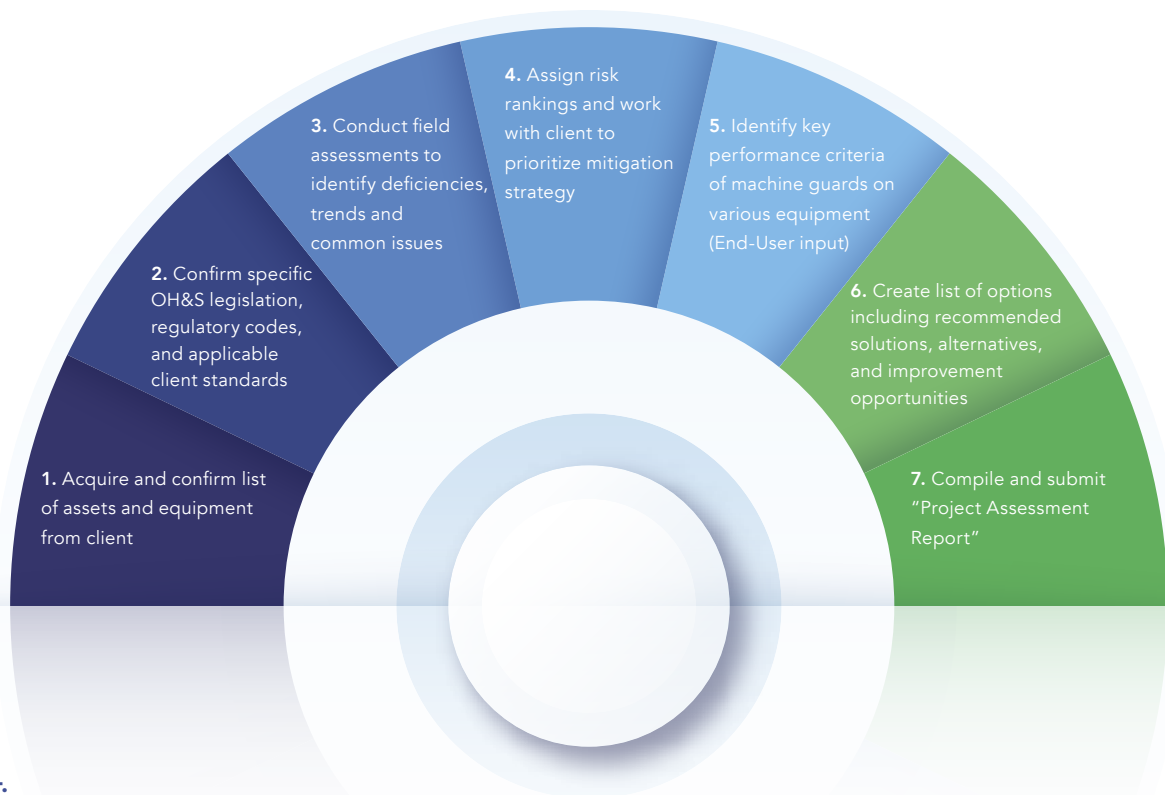 1. Acquire and confirm list
of assets and equipment
from client
2. Confirm specific
OH&S legislation,
regulatory codes,
and applicable
client standards
3. Conduct field
assessments to
identify deficiencies,
trends and
common issues
4. Assign risk
rankings and work
with client to
prioritize mitigation
strategy
5. Identify key
performance criteria
of machine guards on
various equipment
(End-User input)
6. Create list of options
including recommended
solutions, alternatives,
and improvement
opportunities
7. Compile and submit
“Project Assessment
Report”